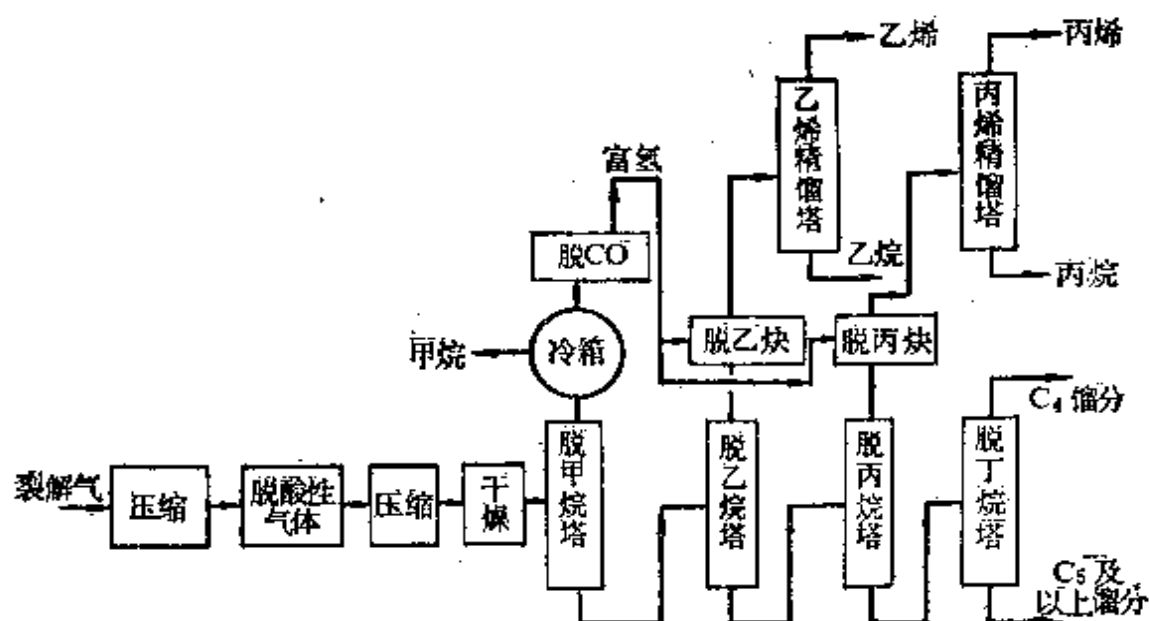 乙烯
丙烯
乙烯精馏塔
丙烯精馏塔
富氢
脱CO
乙烷
丙烷
甲烷
冷箱
脱乙炔
脱丙炔
C₄馏分
裂解气
压缩
脱酸性
气体
压缩
干燥
脱甲烷塔
脱乙烷塔
脱丙烷塔
脱丁烷塔
C₅及
以上馏分